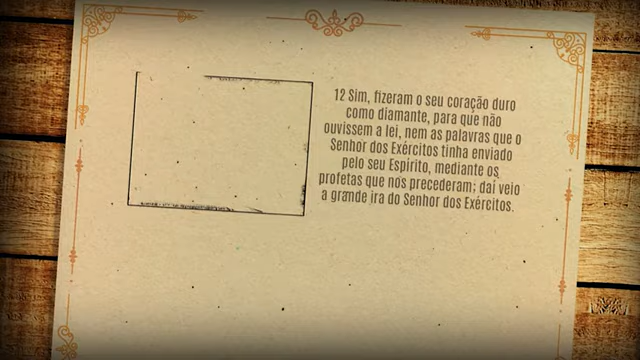 12 Sim, fizeram o seu coração duro
como diamante, para que não
ouvissem a lei, nem as palavras que o
Senhor dos Exércitos tinha enviado
pelo seu Espírito, mediante os
profetas que nos precederam; daí veio
a grande ira do Senhor dos Exércitos.